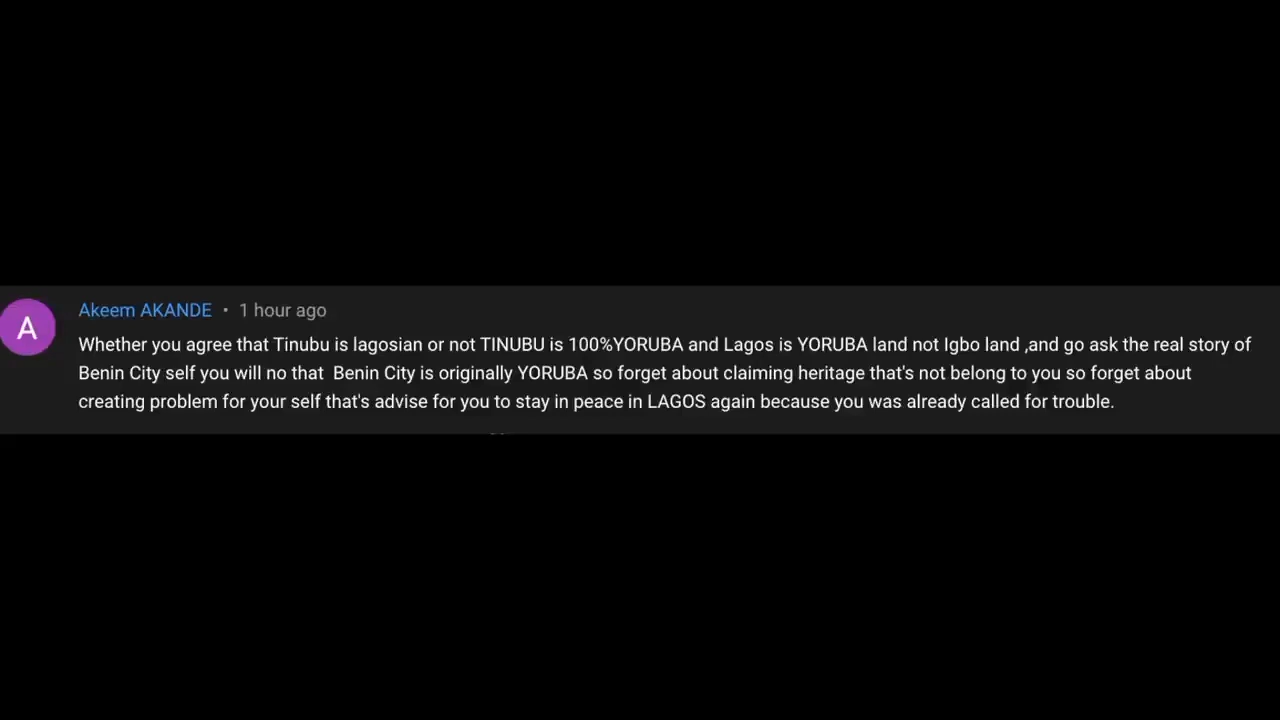 A
Akeem AKANDE • 1 hour ago
Whether you agree that Tinubu is lagosian or not TINUBU is 100%YORUBA and Lagos is YORUBA land not Igbo land ,and go ask the real story of
Benin City self you will no that  Benin City is originally YORUBA so forget about claiming heritage that's not belong to you so forget about
creating problem for your self that's advise for you to stay in peace in LAGOS again because you was already called for trouble.